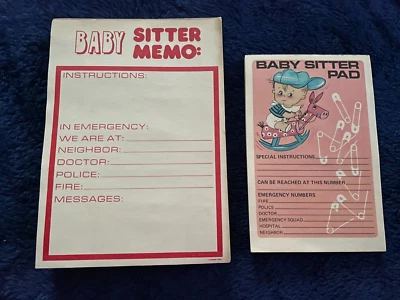 BABY SITTER
MEMO:
INSTRUCTIONS:
IN EMERGENCY:
WE ARE AT:
NEIGHBOR:
DOCTOR:
POLICE:
FIRE:
MESSAGES:
BABY SITTER
PAD
SPECIAL INSTRUCTIONS
CAN BE REACHED AT THIS NUMBER
EMERGENCY NUMBERS
FIRE
POLICE
DOCTOR
EMERGENCY SQUAD
HOSPITAL
NEIGHBOR